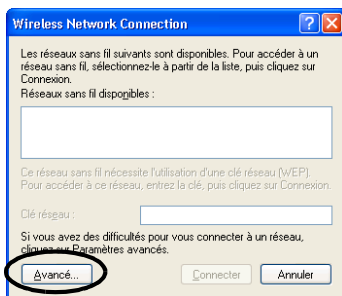 Wireless Network Connection
Les réseaux sans fil suivants sont disponibles. Pour accéder à un
réseau sans fil, sélectionnez-le à partir de la liste, puis cliquez sur
Connexion.
Réseaux sans fil disponibles :
Ce réseau sans fil nécessite l'utilisation d'une clé réseau (WEP).
Pour accéder à ce réseau, entrez la clé, puis cliquez sur Connexion.
Clé réseau :
Si vous avez des difficultés pour vous connecter à un réseau,
cliquez sur Paramètres avancés.
Avancé...
Connecter
Annuler